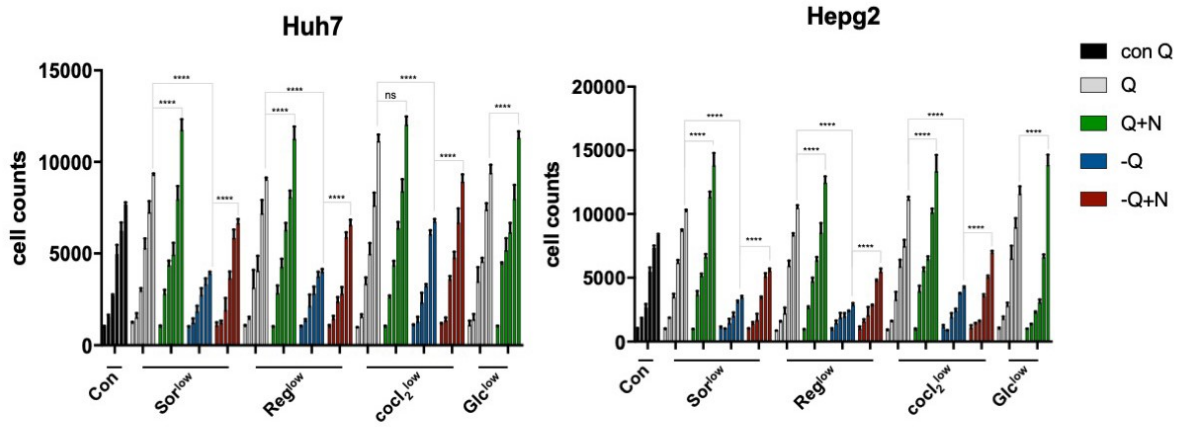 Huh7
cell counts
15000
10000
5000
0
****
****
****
****
****
****
****
ns
****
****
Con
Sorlow
Reglow
cocl2low
Glclow
Hepg2
cell counts
20000
15000
10000
5000
0
****
****
****
****
****
****
****
****
****
****
Con
Sorlow
Reglow
cocl2low
Glclow
con Q
Q
Q+N
-Q
-Q+N